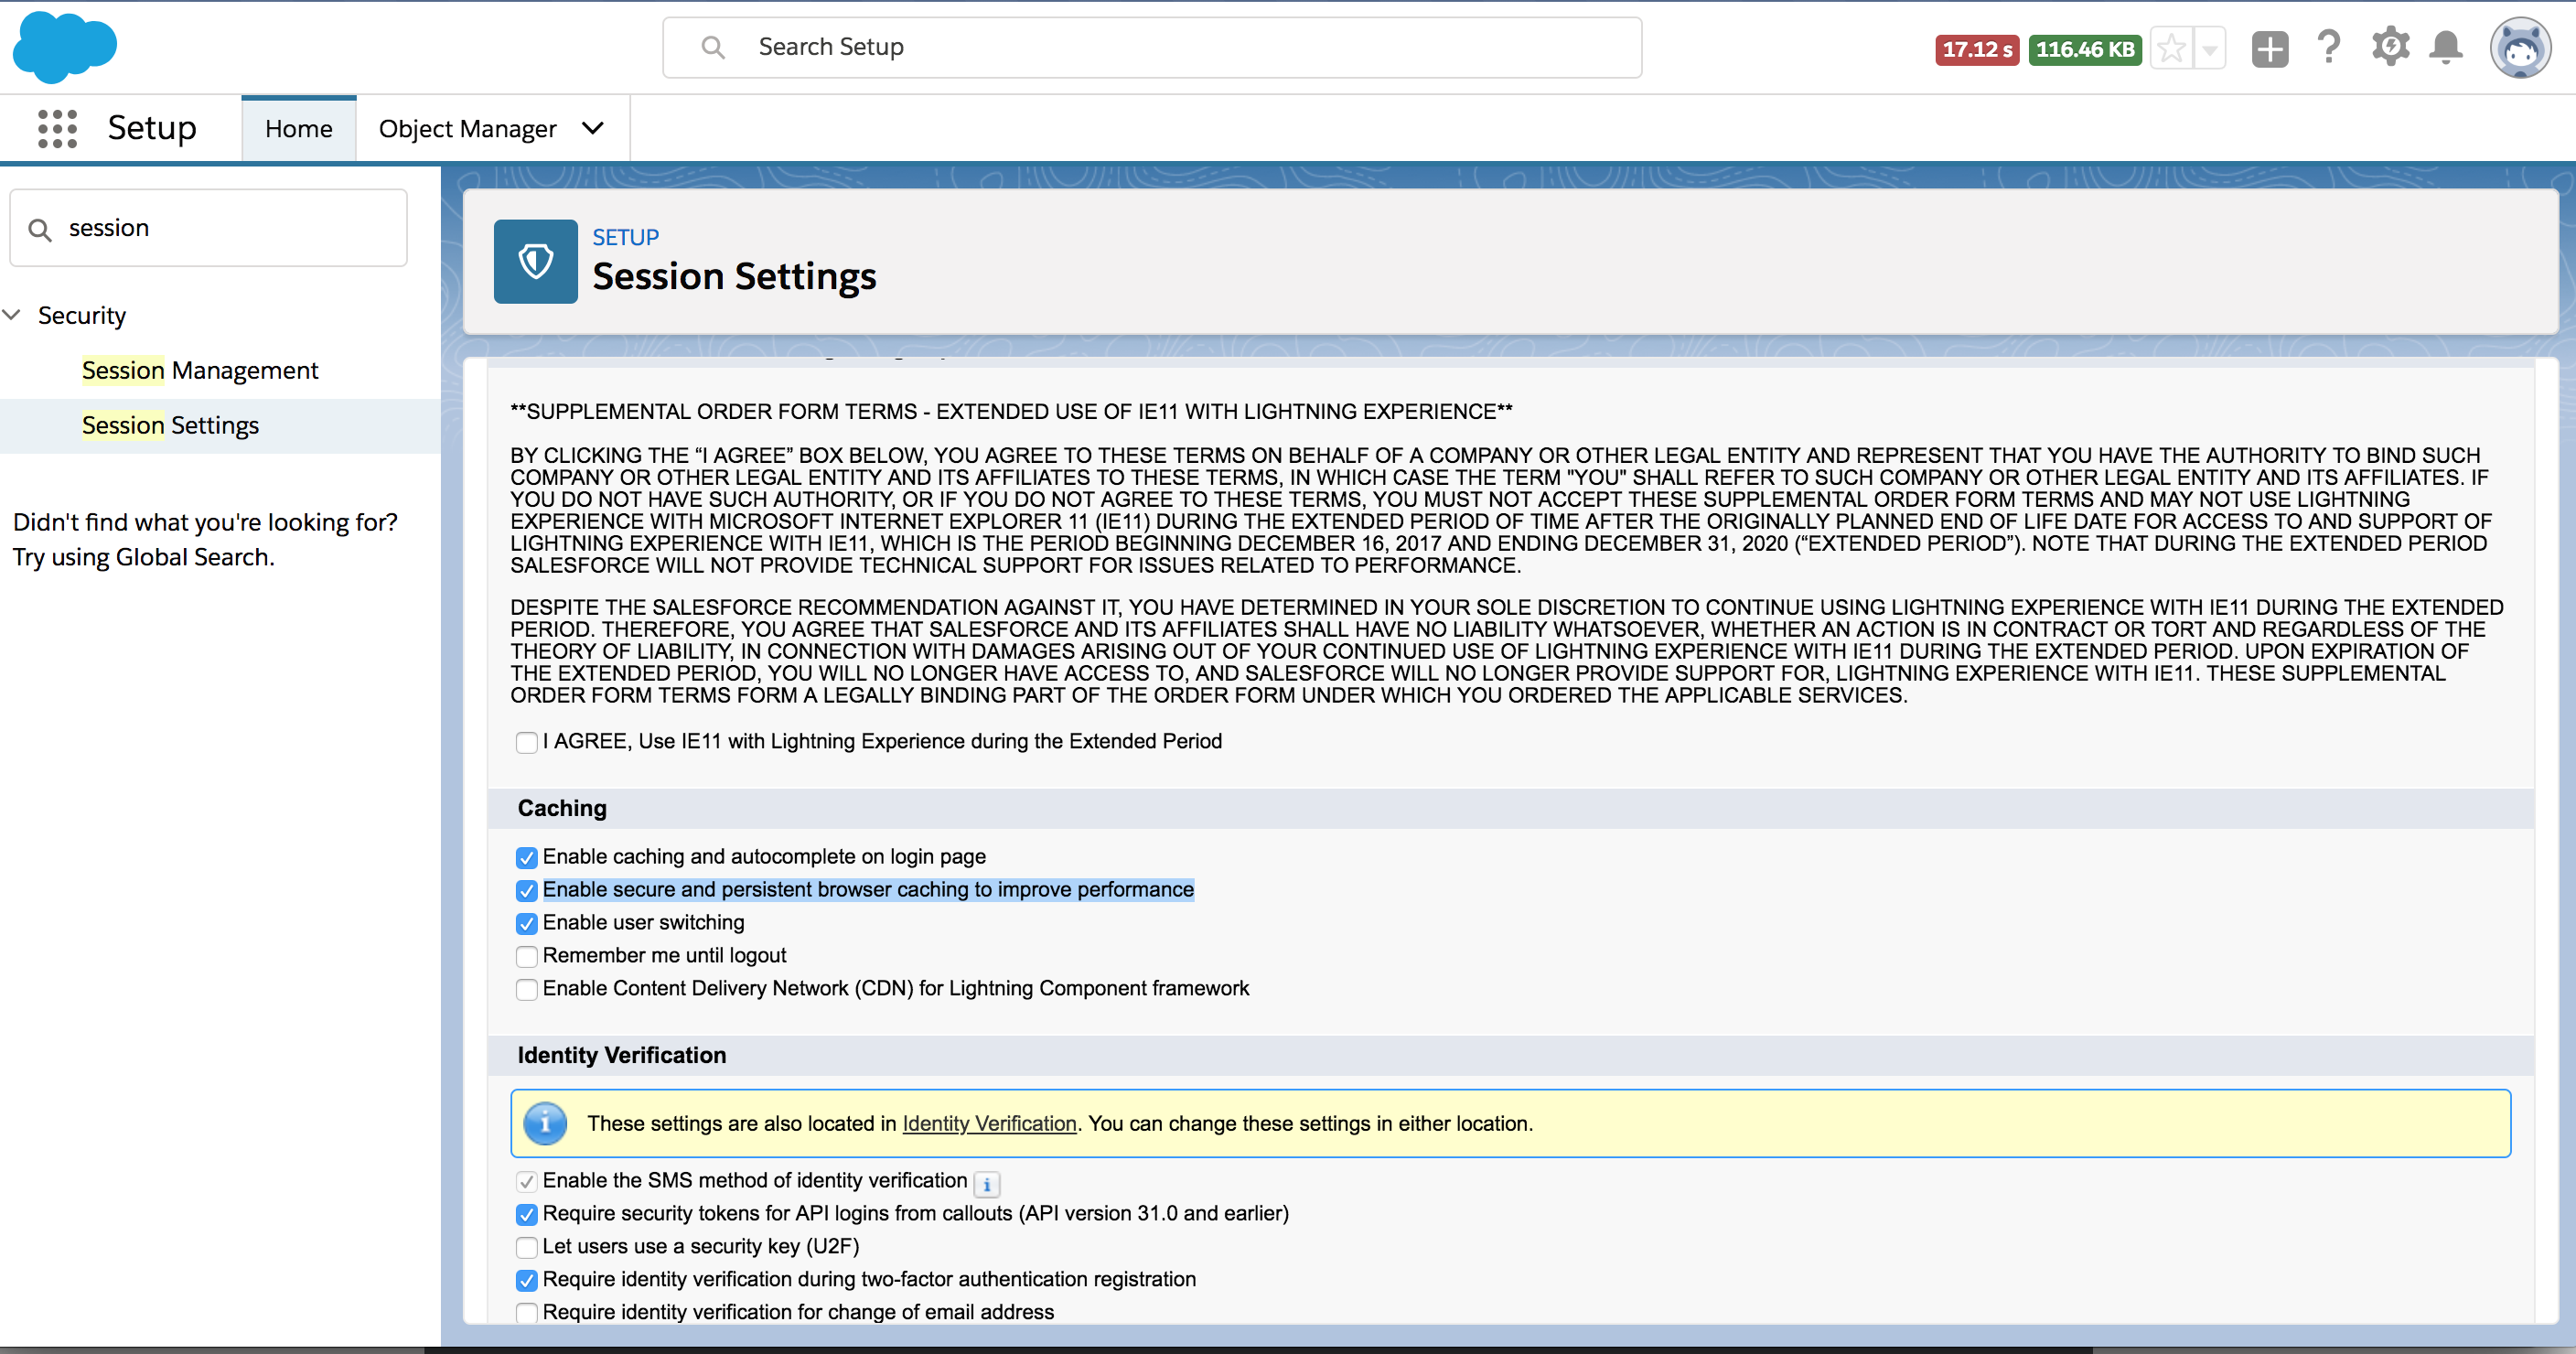 Search Setup
17.12 s
116.46 KB
Setup
Home
Object Manager
session
Security
Session Management
Session Settings
Didn't find what you're looking for?
Try using Global Search.
SETUP
Session Settings
**SUPPLEMENTAL ORDER FORM TERMS - EXTENDED USE OF IE11 WITH LIGHTNING EXPERIENCE**
BY CLICKING THE “I AGREE” BOX BELOW, YOU AGREE TO THESE TERMS ON BEHALF OF A COMPANY OR OTHER LEGAL ENTITY AND REPRESENT THAT YOU HAVE THE AUTHORITY TO BIND SUCH
COMPANY OR OTHER LEGAL ENTITY AND ITS AFFILIATES TO THESE TERMS, IN WHICH CASE THE TERM "YOU" SHALL REFER TO SUCH COMPANY OR OTHER LEGAL ENTITY AND ITS AFFILIATES. IF
YOU DO NOT HAVE SUCH AUTHORITY, OR IF YOU DO NOT AGREE TO THESE TERMS, YOU MUST NOT ACCEPT THESE SUPPLEMENTAL ORDER FORM TERMS AND MAY NOT USE LIGHTNING
EXPERIENCE WITH MICROSOFT INTERNET EXPLORER 11 (IE11) DURING THE EXTENDED PERIOD OF TIME AFTER THE ORIGINALLY PLANNED END OF LIFE DATE FOR ACCESS TO AND SUPPORT OF
LIGHTNING EXPERIENCE WITH IE11, WHICH IS THE PERIOD BEGINNING DECEMBER 16, 2017 AND ENDING DECEMBER 31, 2020 (“EXTENDED PERIOD”). NOTE THAT DURING THE EXTENDED PERIOD
SALESFORCE WILL NOT PROVIDE TECHNICAL SUPPORT FOR ISSUES RELATED TO PERFORMANCE.
DESPITE THE SALESFORCE RECOMMENDATION AGAINST IT, YOU HAVE DETERMINED IN YOUR SOLE DISCRETION TO CONTINUE USING LIGHTNING EXPERIENCE WITH IE11 DURING THE EXTENDED
PERIOD. THEREFORE, YOU AGREE THAT SALESFORCE AND ITS AFFILIATES SHALL HAVE NO LIABILITY WHATSOEVER, WHETHER AN ACTION IS IN CONTRACT OR TORT AND REGARDLESS OF THE
THEORY OF LIABILITY, IN CONNECTION WITH DAMAGES ARISING OUT OF YOUR CONTINUED USE OF LIGHTNING EXPERIENCE WITH IE11 DURING THE EXTENDED PERIOD. UPON EXPIRATION OF
THE EXTENDED PERIOD, YOU WILL NO LONGER HAVE ACCESS TO, AND SALESFORCE WILL NO LONGER PROVIDE SUPPORT FOR, LIGHTNING EXPERIENCE WITH IE11. THESE SUPPLEMENTAL
ORDER FORM TERMS FORM A LEGALLY BINDING PART OF THE ORDER FORM UNDER WHICH YOU ORDERED THE APPLICABLE SERVICES.
I AGREE, Use IE11 with Lightning Experience during the Extended Period
Caching
Enable caching and autocomplete on login page
Enable secure and persistent browser caching to improve performance
Enable user switching
Remember me until logout
Enable Content Delivery Network (CDN) for Lightning Component framework
Identity Verification
These settings are also located in Identity Verification. You can change these settings in either location.
Enable the SMS method of identity verification
Require security tokens for API logins from callouts (API version 31.0 and earlier)
Let users use a security key (U2F)
Require identity verification during two-factor authentication registration
Require identity verification for change of email address